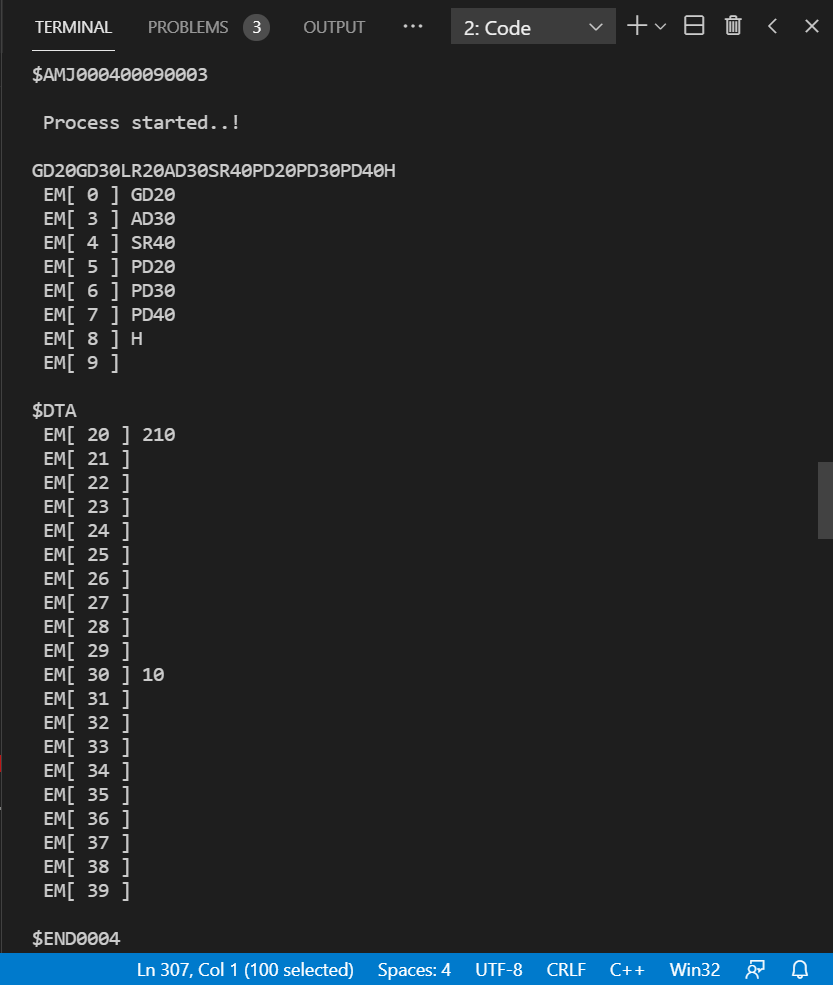 TERMINAL PROBLEMS 3 OUTPUT ... 2: Code
$AMJ000400090003
Process started..!
GD20GD30LR20AD30SR40PD20PD30PD40H
EM[ 0 ] GD20
EM[ 3 ] AD30
EM[ 4 ] SR40
EM[ 5 ] PD20
EM[ 6 ] PD30
EM[ 7 ] PD40
EM[ 8 ] H
EM[ 9 ]
$DTA
EM[ 20 ] 210
EM[ 21 ]
EM[ 22 ]
EM[ 23 ]
EM[ 24 ]
EM[ 25 ]
EM[ 26 ]
EM[ 27 ]
EM[ 28 ]
EM[ 29 ]
EM[ 30 ] 10
EM[ 31 ]
EM[ 32 ]
EM[ 33 ]
EM[ 34 ]
EM[ 35 ]
EM[ 36 ]
EM[ 37 ]
EM[ 38 ]
EM[ 39 ]
$END0004
Ln 307, Col 1 (100 selected) Spaces: 4 UTF-8 CRLF C++ Win32